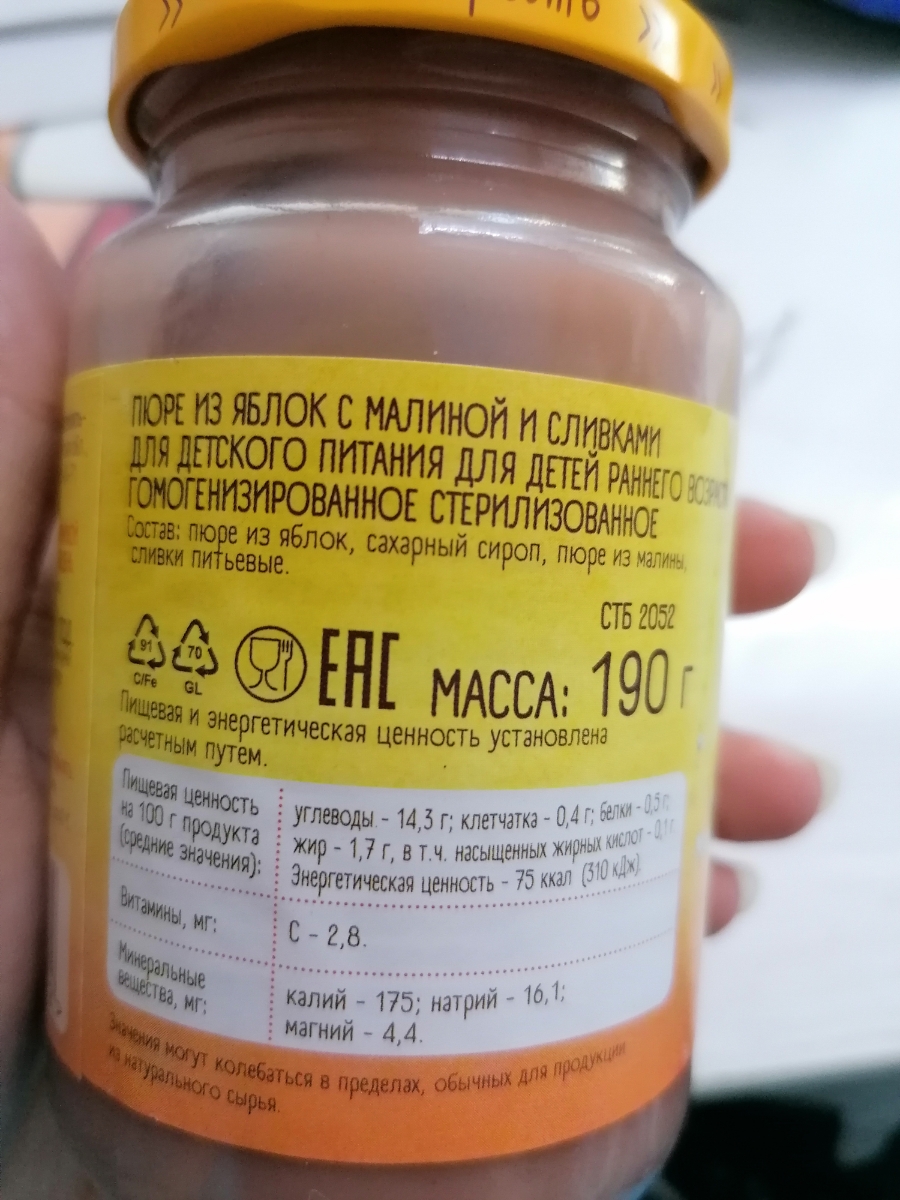 ПЮРЕ ИЗ ЯБЛОК С МАЛИНОЙ И СЛИВКАМИ
ДЛЯ ДЕТСКОГО ПИТАНИЯ ДЛЯ ДЕТЕЙ РАННЕГО
ГОМОГЕНИЗИРОВАННОЕ СТЕРИЛИЗОВАННОЕ
Состав: пюре из яблок, сахарный сироп, пюре из малины,
сливки питьевые.
СТБ 2052
91
C/Fe
70
GL
EAC
МАССА: 190 г
Пищевая и энергетическая ценность установлена
расчетным путем.
Пищевая ценность
на 100 г продукта
(средние значения):
углеводы - 14,3 г; клетчатка - 0,4 г; белки - 0,5 г;
жир - 1,7 г, в т.ч. насыщенных жирных кислот - 0,1 г
Энергетическая ценность - 75 ккал (310 кДж).
Витамины, мг:
С - 2,8.
Минеральные
вещества, мг:
калий - 175; натрий - 16,1;
магний - 4,4.
Значения могут колебаться в пределах, обычных для продукции
из натурального сырья.